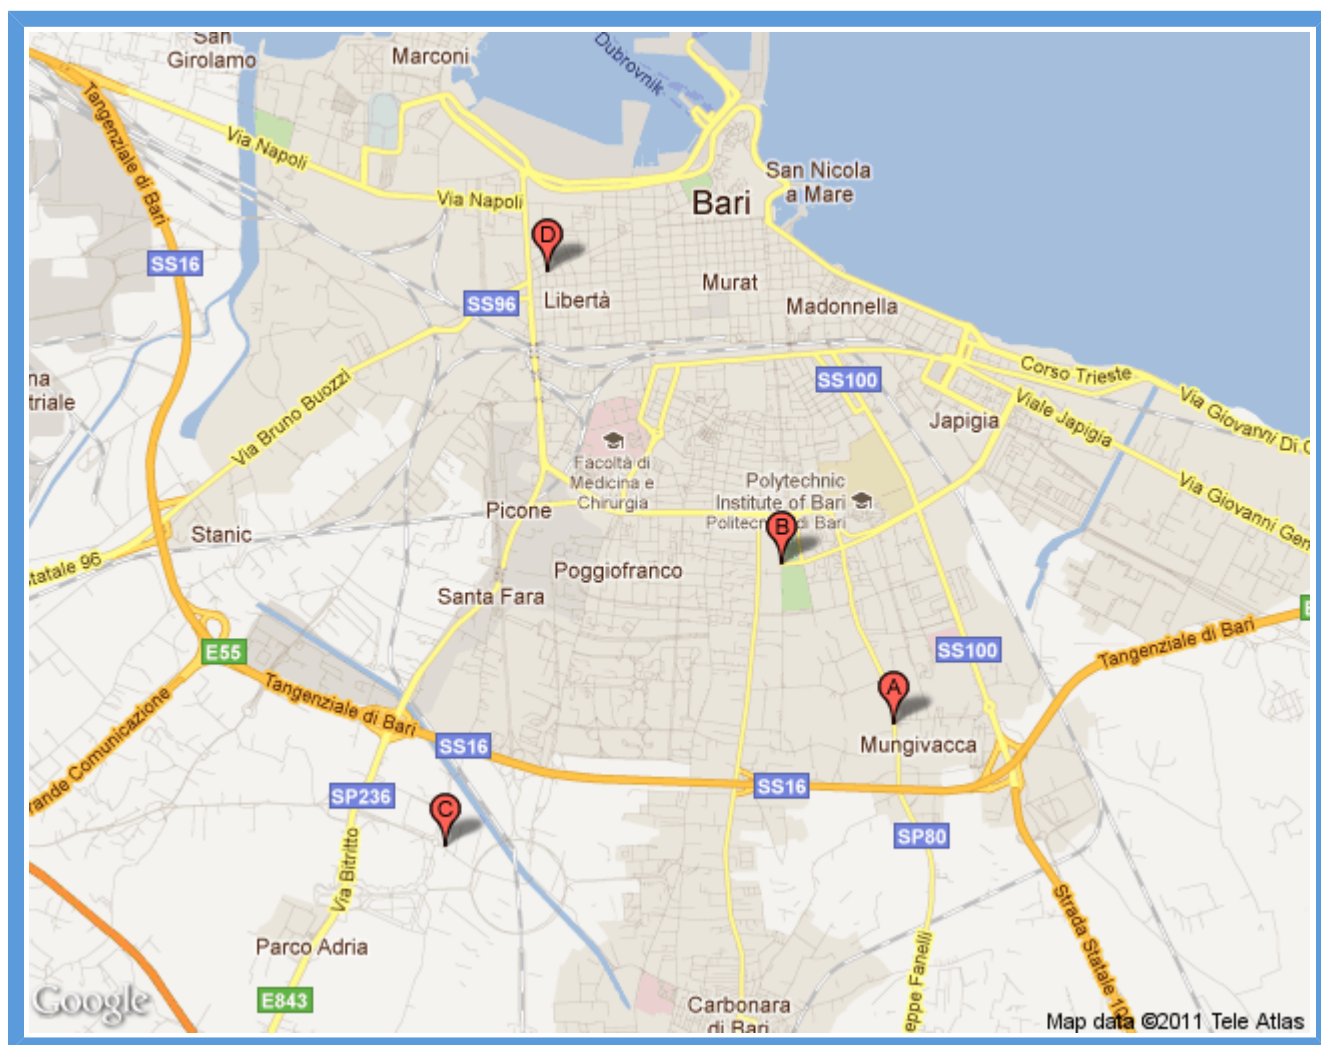 San
Girolamo
Marconi
Dubrovnik
Tangenziale di Bari
Via Napoli
Via Napoli
San Nicola
a Mare
Bari
D
SS16
SS96
Libertà
Murat
Madonnella
na
triale
Via Bruno Buozzi
SS100
Corso Trieste
Via Giovanni Di C
Viale Japigia
Japigia
Facoltà di
Medicina e
Chirurgia
Polytechnic
Institute of Bari
Via Giovanni Gen
Picone
B
Stanic
tatale 96
Poggiofranco
Santa Fara
E55
SS100
Tangenziale di Bari
Tangenziale di Bari
A
rande Comunicazione
SS16
Mungivacca
SP236
SS16
C
SP80
Via Bitritto
Strada Statale 10
Parco Adria
eppe Fanelli
E843
Carbonara
di Bari
Google
Map data ©2011 Tele Atlas